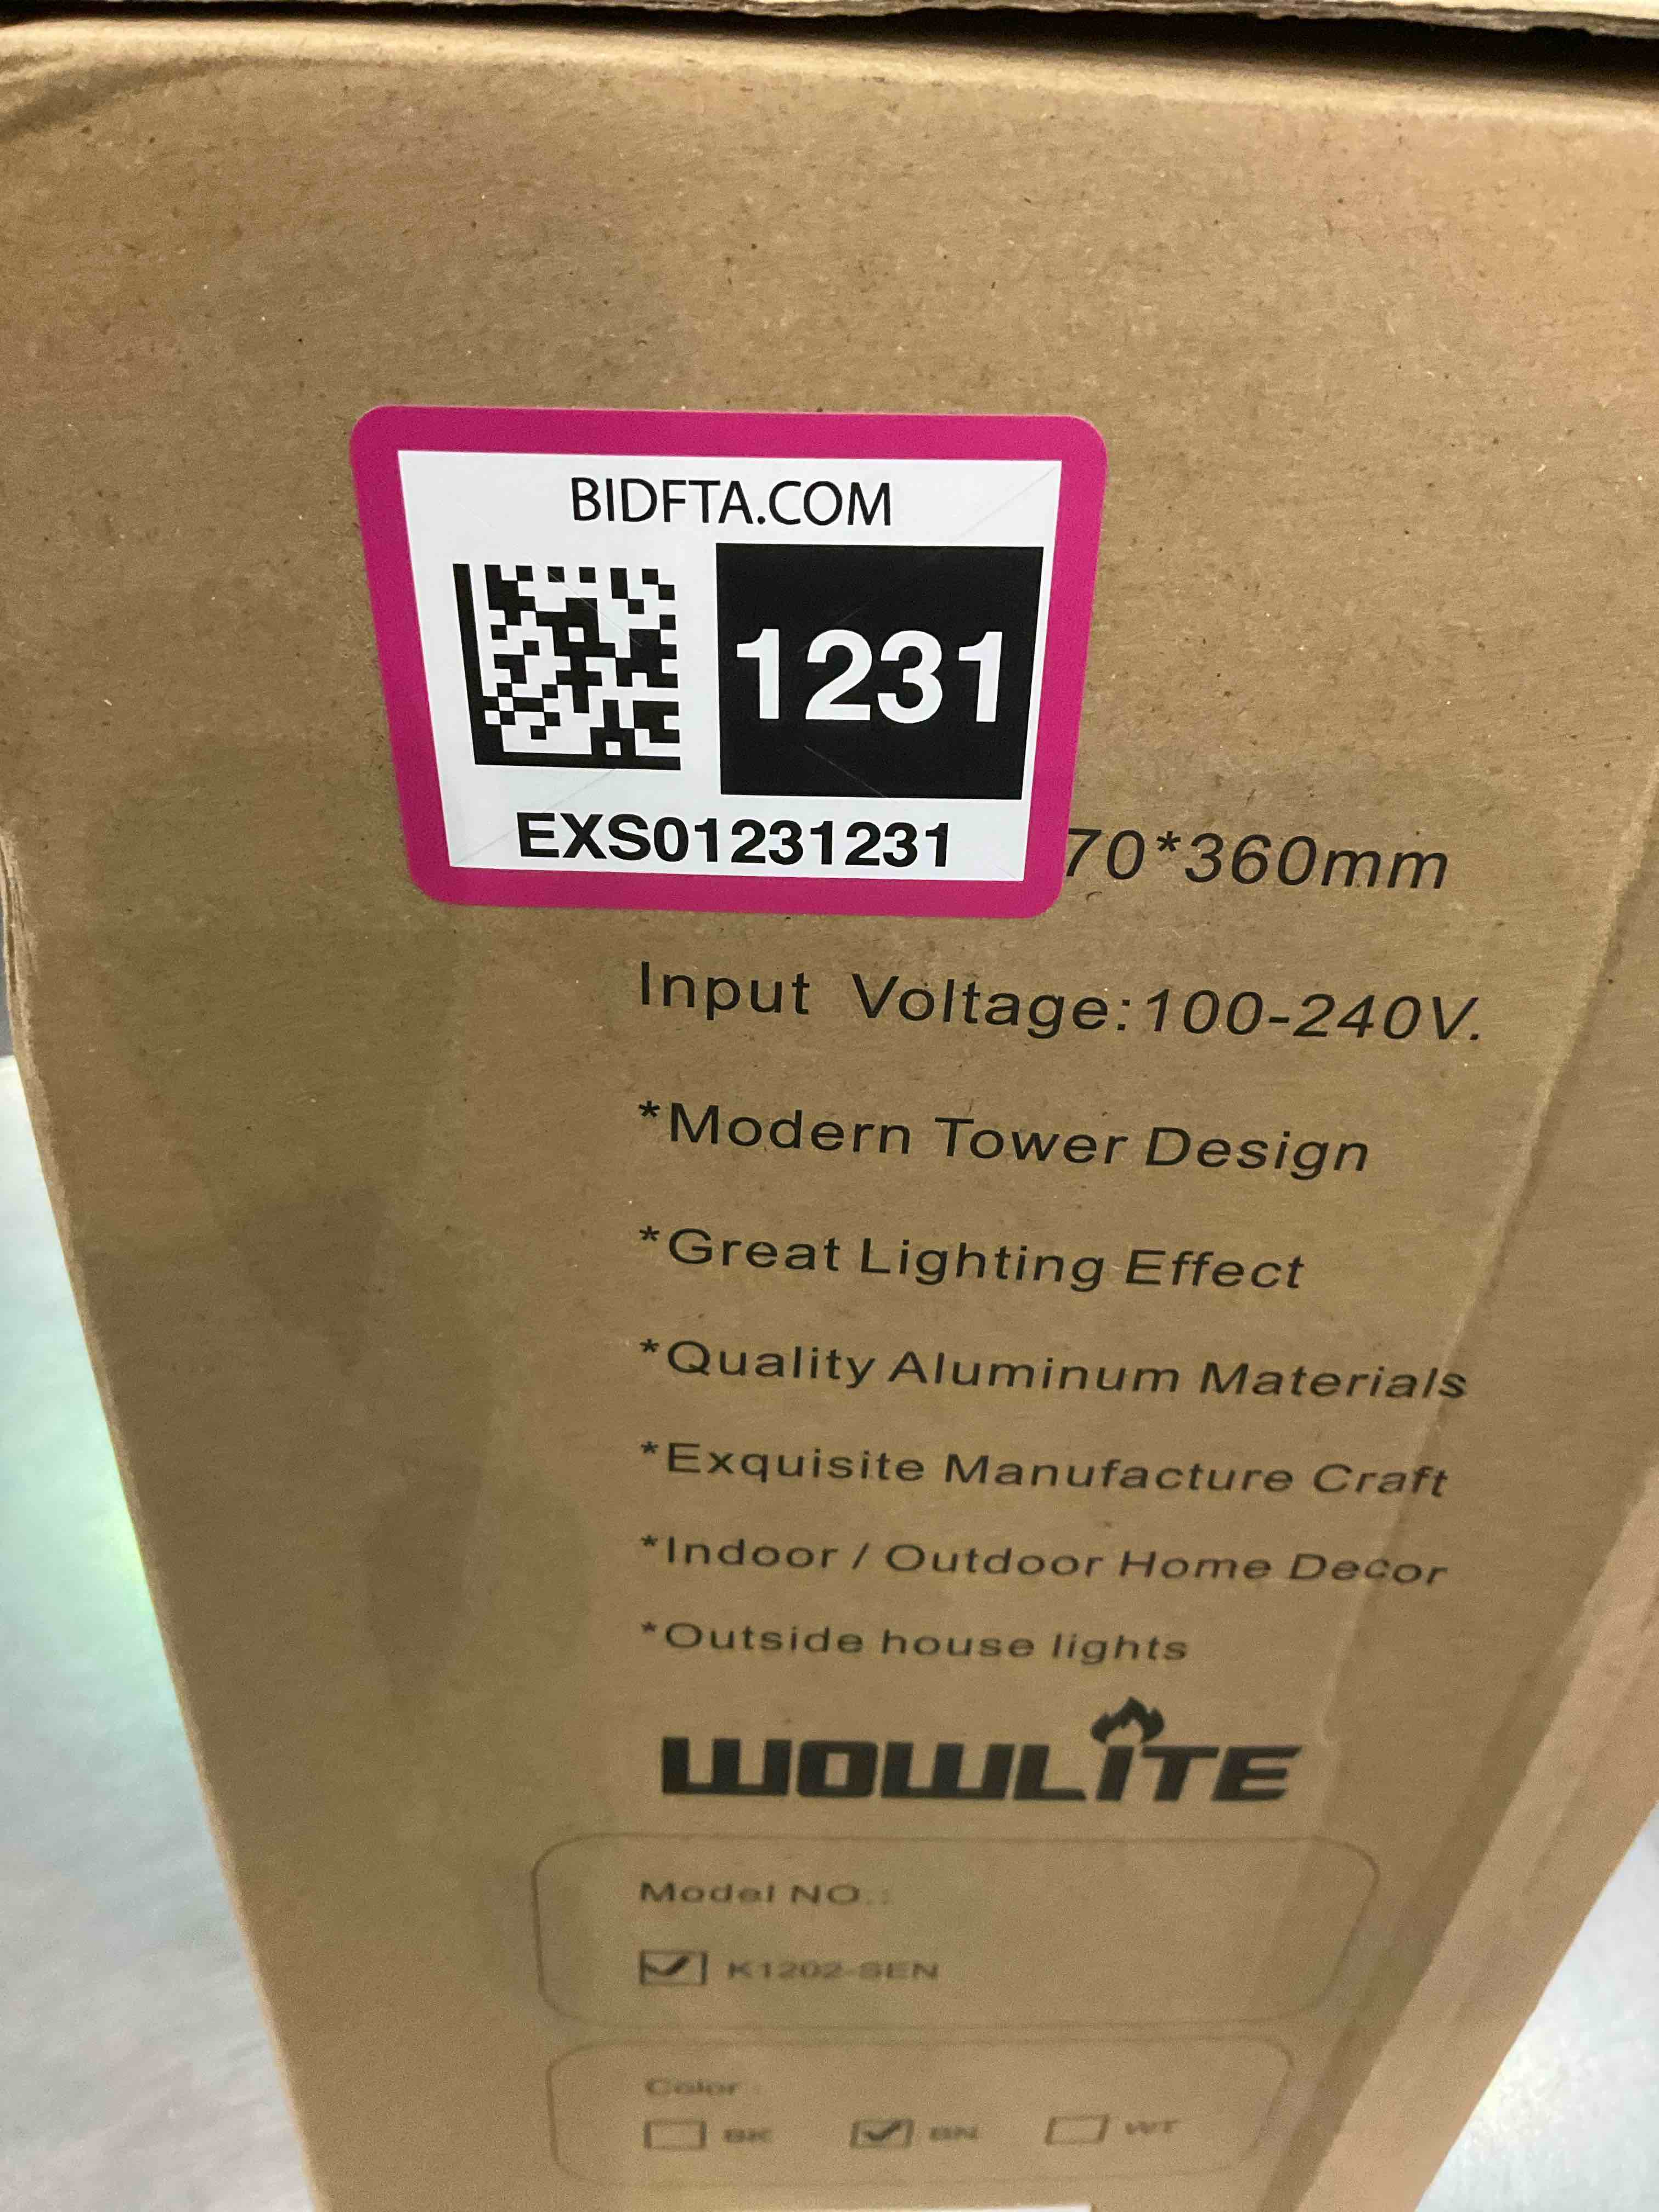 BIDFTA.COM
1231
EXS01231231
70*360mm
Input Voltage:100-240V.
*Modern Tower Design
*Great Lighting Effect
*Quality Aluminum Materials
*Exquisite Manufacture Craft
*Indoor / Outdoor Home Decor
*Outside house lights
WOWLITE
Model NO.:
K1202-SEN
Color:
BK BN WT